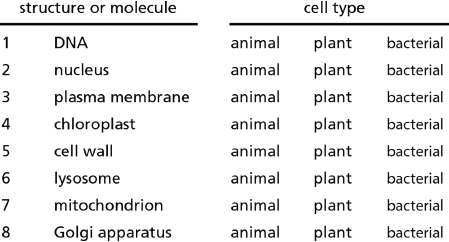 structure or molecule cell type
1 DNA animal plant bacterial
2 nucleus animal plant bacterial
3 plasma membrane animal plant bacterial
4 chloroplast animal plant bacterial
5 cell wall animal plant bacterial
6 lysosome animal plant bacterial
7 mitochondrion animal plant bacterial
8 Golgi apparatus animal plant bacterial